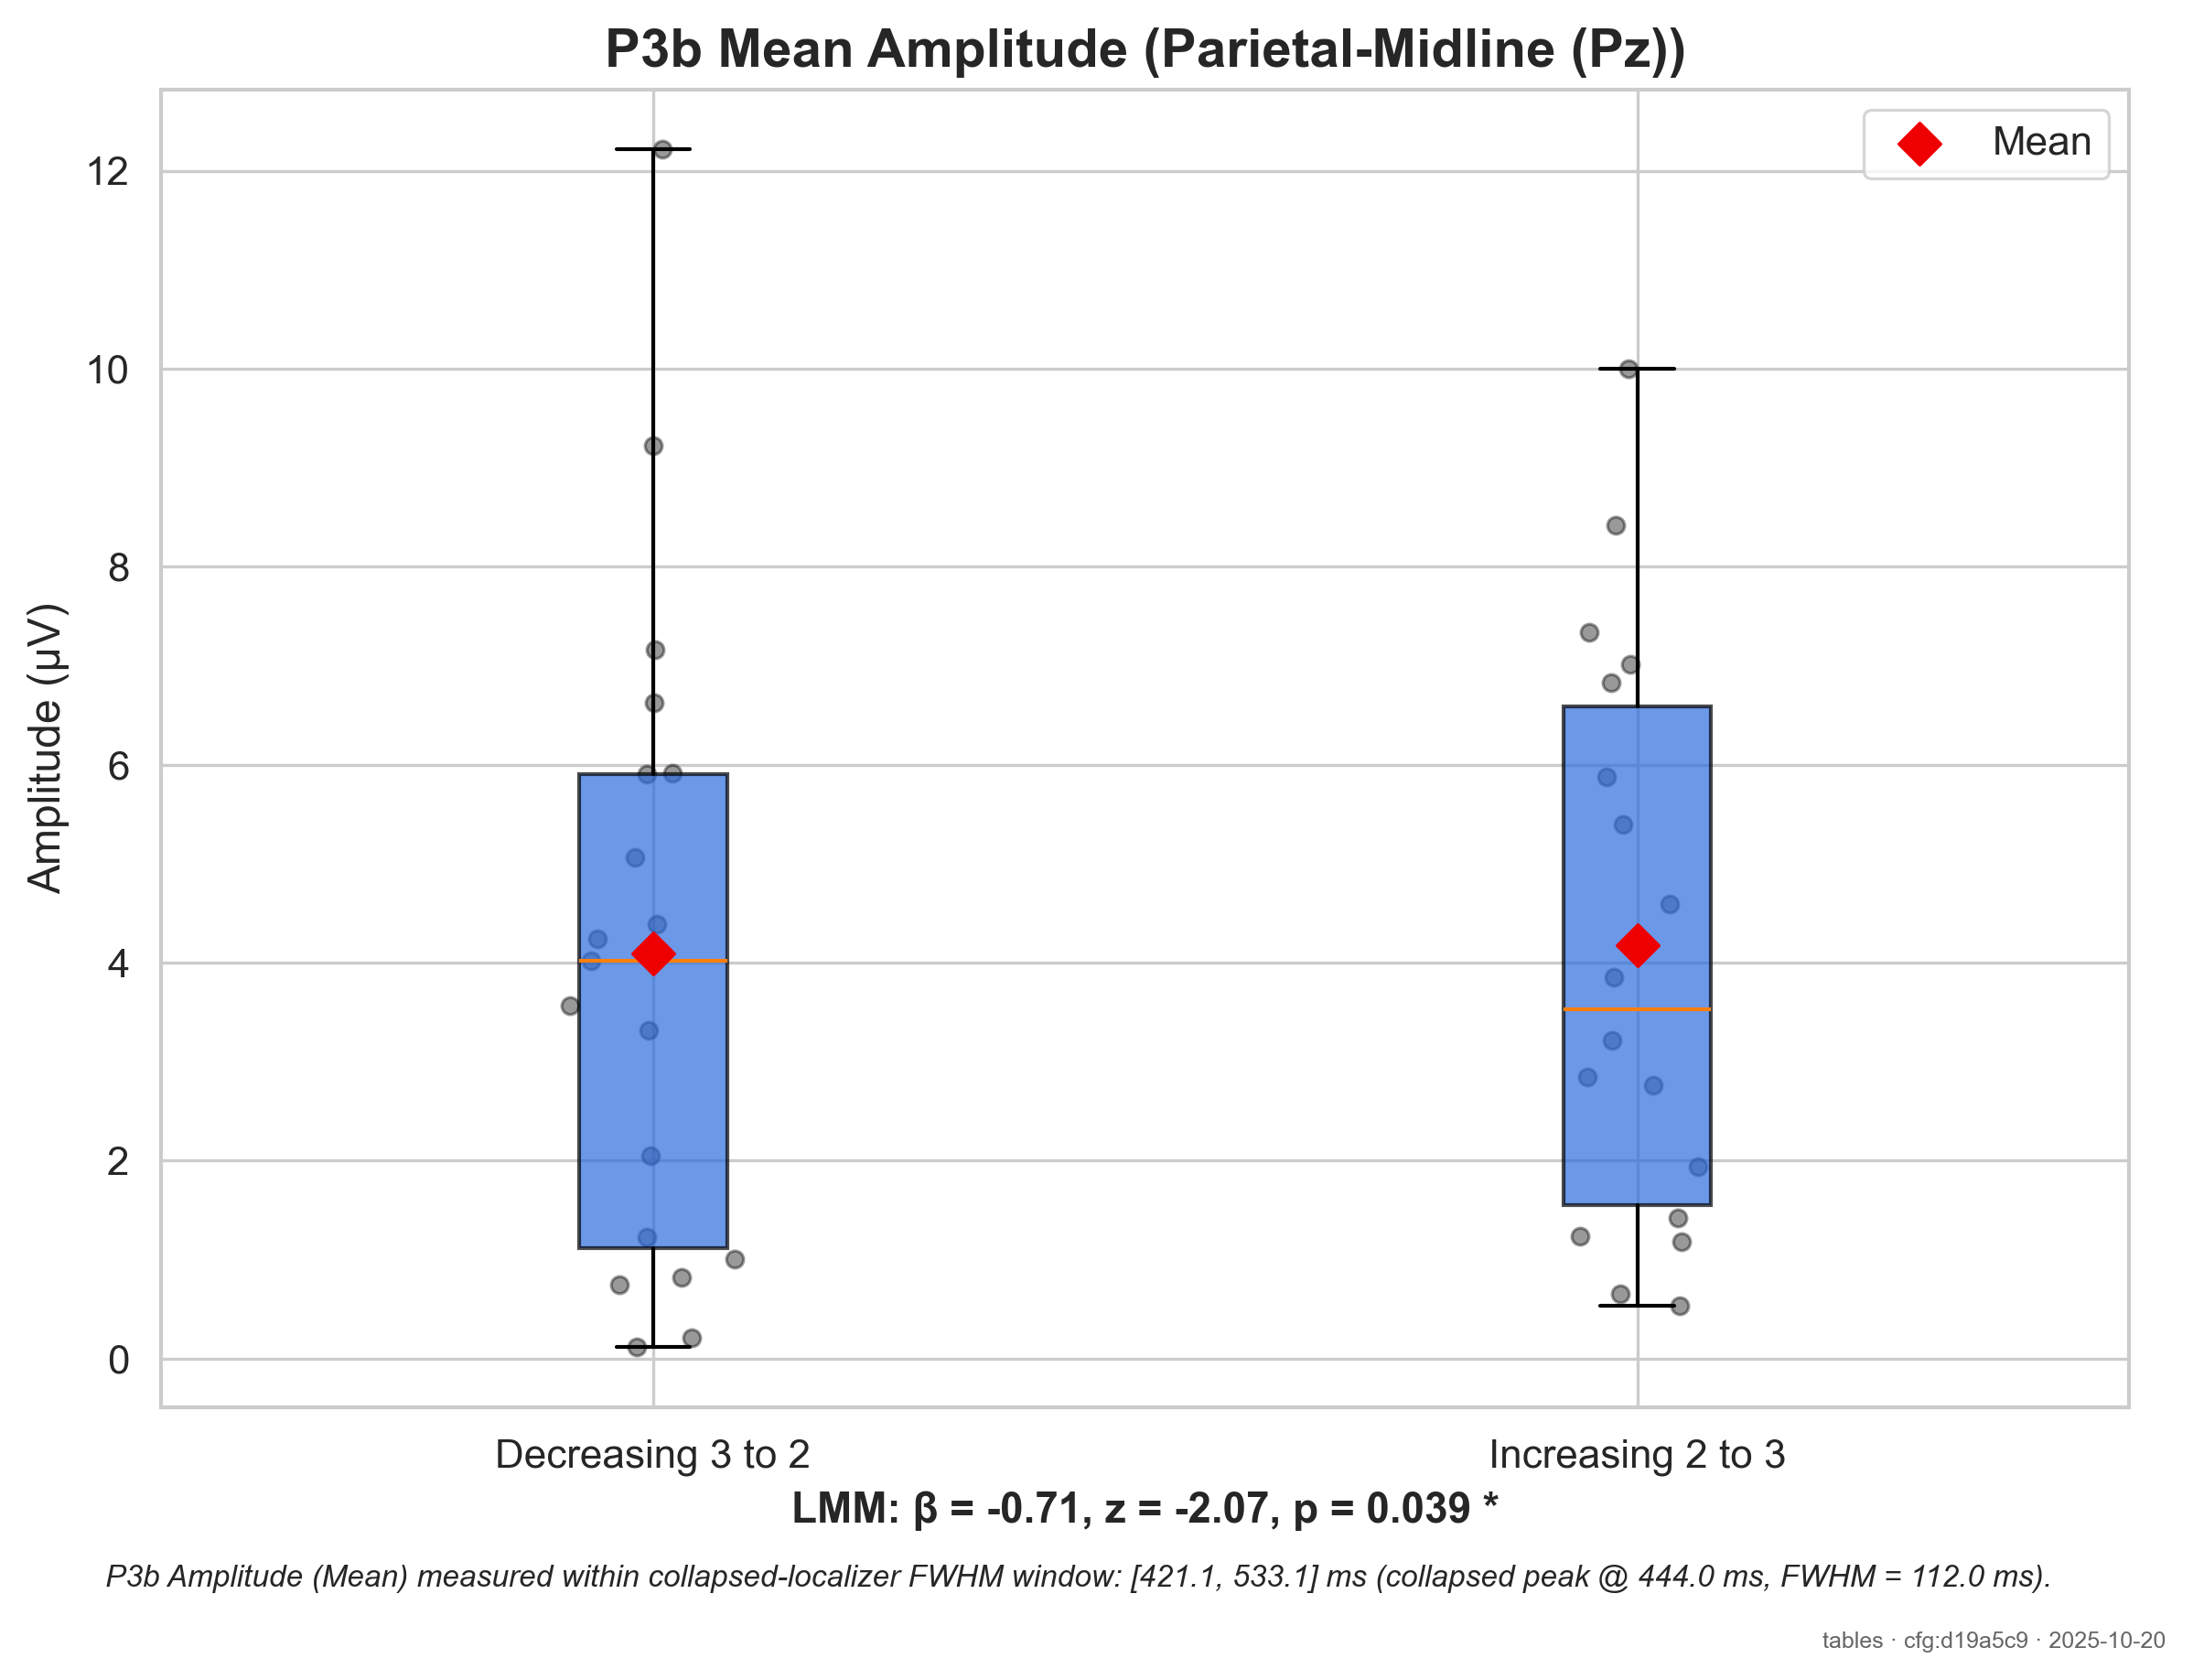 P3b Mean Amplitude (Parietal-Midline (Pz))
Mean
12
10
8
6
4
2
0
Amplitude (μV)
Decreasing 3 to 2
Increasing 2 to 3
LMM: β = -0.71, z = -2.07, p = 0.039 *
P3b Amplitude (Mean) measured within collapsed-localizer FWHM window: [421.1, 533.1] ms (collapsed peak @ 444.0 ms, FWHM = 112.0 ms).
tables · cfg:d19a5c9 · 2025-10-20